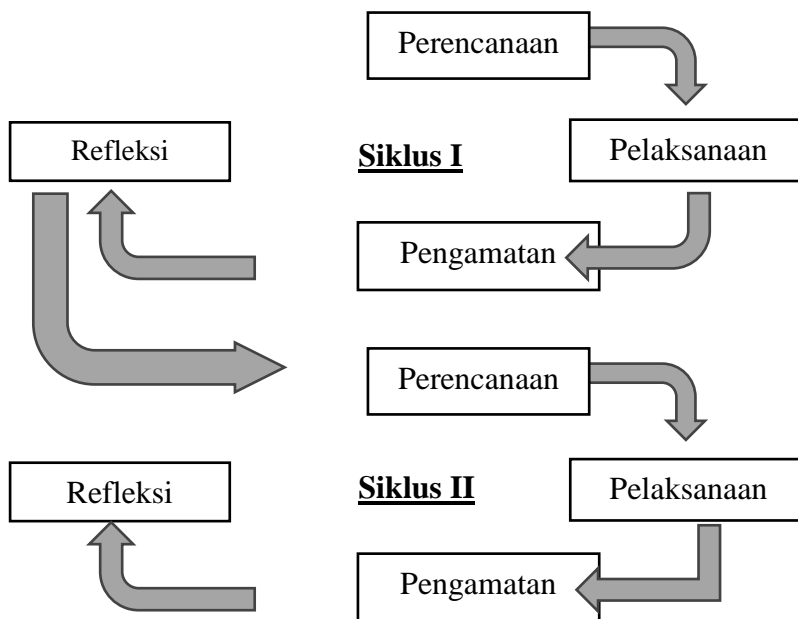 Perencanaan
Refleksi
Siklus I
Pelaksanaan
Pengamatan
Perencanaan
Refleksi
Siklus II
Pelaksanaan
Pengamatan